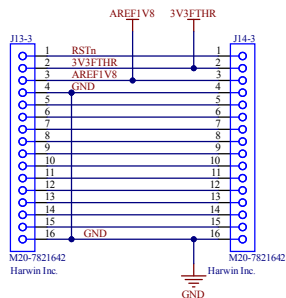 AREF1V8 3V3FTHR
J13-3 J14-3
1 RSTn 1
2 3V3FTHR 2
3 AREF1V8 3
4 GND 4
5 5
6 6
7 7
8 8
9 9
10 10
11 11
12 12
13 13
14 14
15 15
16 GND 16
M20-7821642 M20-7821642
Harwin Inc. Harwin Inc.
GND